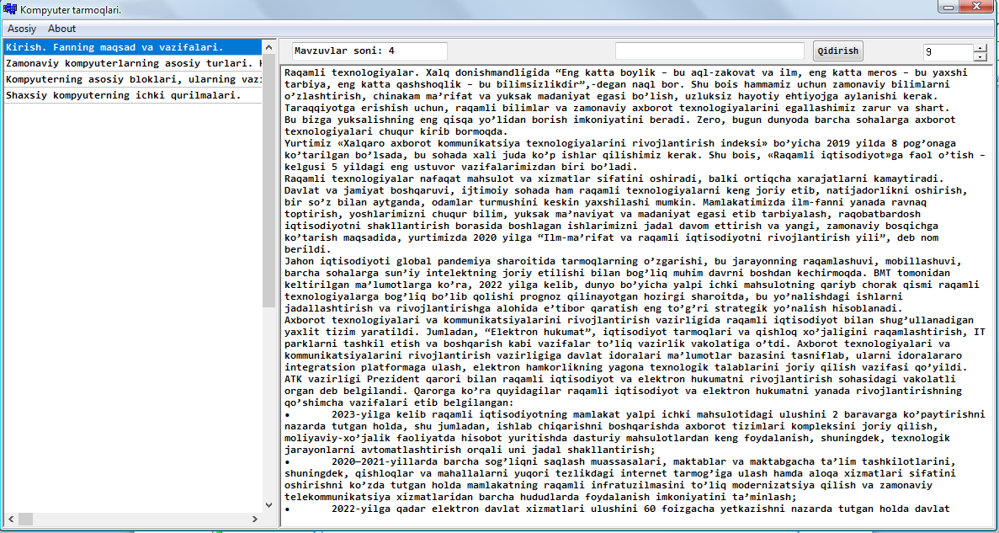 Kompyuter tarmoqlari.
Asosiy About
Kirish. Fanning maqsad va vazifalari.
Zamonaviy kompyuterlarning asosiy turlari.
Kompyuterning asosiy bloklari, ularning vazi
Shaxsiy kompyuterning ichki qurilmalari.
Mavzuvlar soni: 4
Qidirish
9
Raqamli texnologiyalar. Xalq donishmandligida “Eng katta boylik – bu aql-zakovat va ilm, eng katta meros – bu yaxshi
tarbiya, eng katta qashshoqlik – bu bilimsizlikdir”,-degan naql bor. Shu bois hammamiz uchun zamonaviy bilimlarni
o’zlashtirish, chinakam ma’rifat va yuksak madaniyat egasi bo’lish, uzluksiz hayotiy ehtiyojga aylanishi kerak.
Taraqqiyotga erishish uchun, raqamli bilimlar va zamonaviy axborot texnologiyalarini egallashimiz zarur va shart.
Bu bizga yuksalishning eng qisqa yo’lidan borish imkoniyatini beradi. Zero, bugun dunyoda barcha sohalarga axborot
texnologiyalari chuqur kirib bormoqda.
Yurtimiz «Xalqaro axborot kommunikatsiya texnologiyalarini rivojlantirish indeksi» bo’yicha 2019 yilda 8 pog’onaga
ko’tarilgan bo’lsada, bu sohada xali juda ko’p ishlar qilishimiz kerak. Shu bois, «Raqamli iqtisodiyot»ga faol o’tish –
kelgusi 5 yildagi eng ustuvor vazifalarimizdan biri bo’ladi.
Raqamli texnologiyalar nafaqat mahsulot va xizmatlar sifatini oshiradi, balki ortiqcha xarajatlarni kamaytiradi.
Davlat va jamiyat boshqaruvi, ijtimoiy sohada ham raqamli texnologiyalarni keng joriy etib, natijadorlikni oshirish,
bir so’z bilan aytganda, odamlar turmushini keskin yaxshilashi mumkin. Mamlakatimizda ilm-fanni yanada ravnaq
toptirish, yoshlarimizni chuqur bilim, yuksak ma’naviyat va madaniyat egasi etib tarbiyalash, raqobatbardosh
iqtisodiyotni shakllantirish borasida boshlagan ishlarimizni jadal davom ettirish va yangi, zamonaviy bosqichga
ko’tarish maqsadida, yurtimizda 2020 yilga “Ilm-ma’rifat va raqamli iqtisodiyotni rivojlantirish yili”, deb nom
berildi.
Jahon iqtisodiyoti global pandemiya sharoitida tarmoqlarning o’zgarishi, bu jarayonning raqamlashuvi, mobillashuvi,
barcha sohalarga sun’iy intelektning joriy etilishi bilan bog’liq muhim davrni boshdan kechirmoqda. BMT tomonidan
keltirilgan ma’lumotlarga ko’ra, 2022 yilga kelib, dunyo bo’yicha yalpi ichki mahsulotning qariyb chorak qismi raqamli
texnologiyalarga bog’liq bo’lib qolishi prognoz qilinayotgan hozirgi sharoitda, bu yo’nalishdagi ishlarni
jadallashtirish va rivojlantirishga alohida e’tibor qaratish eng to’g’ri strategik yo’nalish hisoblanadi.
Axborot texnologiyalari va kommunikatsiyalarini rivojlantirish vazirligida raqamli iqtisodiyot bilan shug’ullanadigan
yaxlit tizim yaratildi. Jumladan, “Elektron hukumat”, iqtisodiyot tarmoqlari va qishloq xo’jaligini raqamlashtirish, IT
parklarni tashkil etish va boshqarish kabi vazifalar to’liq vazirlik vakolatiga o’tdi. Axborot texnologiyalari va
kommunikatsiyalarini rivojlantirish vazirligiga davlat idoralari ma’lumotlar bazasini tasniflab, ularni idoralararo
integratsion platformaga ulash, elektron hamkorlikning yagona texnologik talablarini joriy qilish vazifasi qo’yildi.
ATK vazirligi Prezident qarori bilan raqamli iqtisodiyot va elektron hukumatni rivojlantirish sohasidagi vakolatli
organ deb belgilandi. Qarorga ko’ra quyidagilar raqamli iqtisodiyot va elektron hukumatni yanada rivojlantirishning
qo’shimcha vazifalari etib belgilangan:
• 2023-yilga kelib raqamli iqtisodiyotning mamlakat yalpi ichki mahsulotidagi ulushini 2 baravarga ko’paytirishni
nazarda tutgan holda, shu jumladan, ishlab chiqarishni boshqarishda axborot tizimlari kompleksini joriy qilish,
moliyaviy-xo’jalik faoliyatda hisobot yuritishda dasturiy mahsulotlardan keng foydalanish, shuningdek, texnologik
jarayonlarni avtomatlashtirish orqali uni jadal shakllantirish;
• 2020–2021-yillarda barcha sog’liqni saqlash muassasalari, maktablar va maktabgacha ta’lim tashkilotlarini,
shuningdek, qishloqlar va mahallalarni yuqori tezlikdagi internet tarmog’iga ulash hamda aloqa xizmatlari sifatini
oshirishni ko’zda tutgan holda mamlakatning raqamli infratuzilmasini to’liq modernizatsiya qilish va zamonaviy
telekommunikatsiya xizmatlaridan barcha hududlarda foydalanish imkoniyatini ta’minlash;
• 2022-yilga qadar elektron davlat xizmatlari ulushini 60 foizgacha yetkazishni nazarda tutgan holda davlat